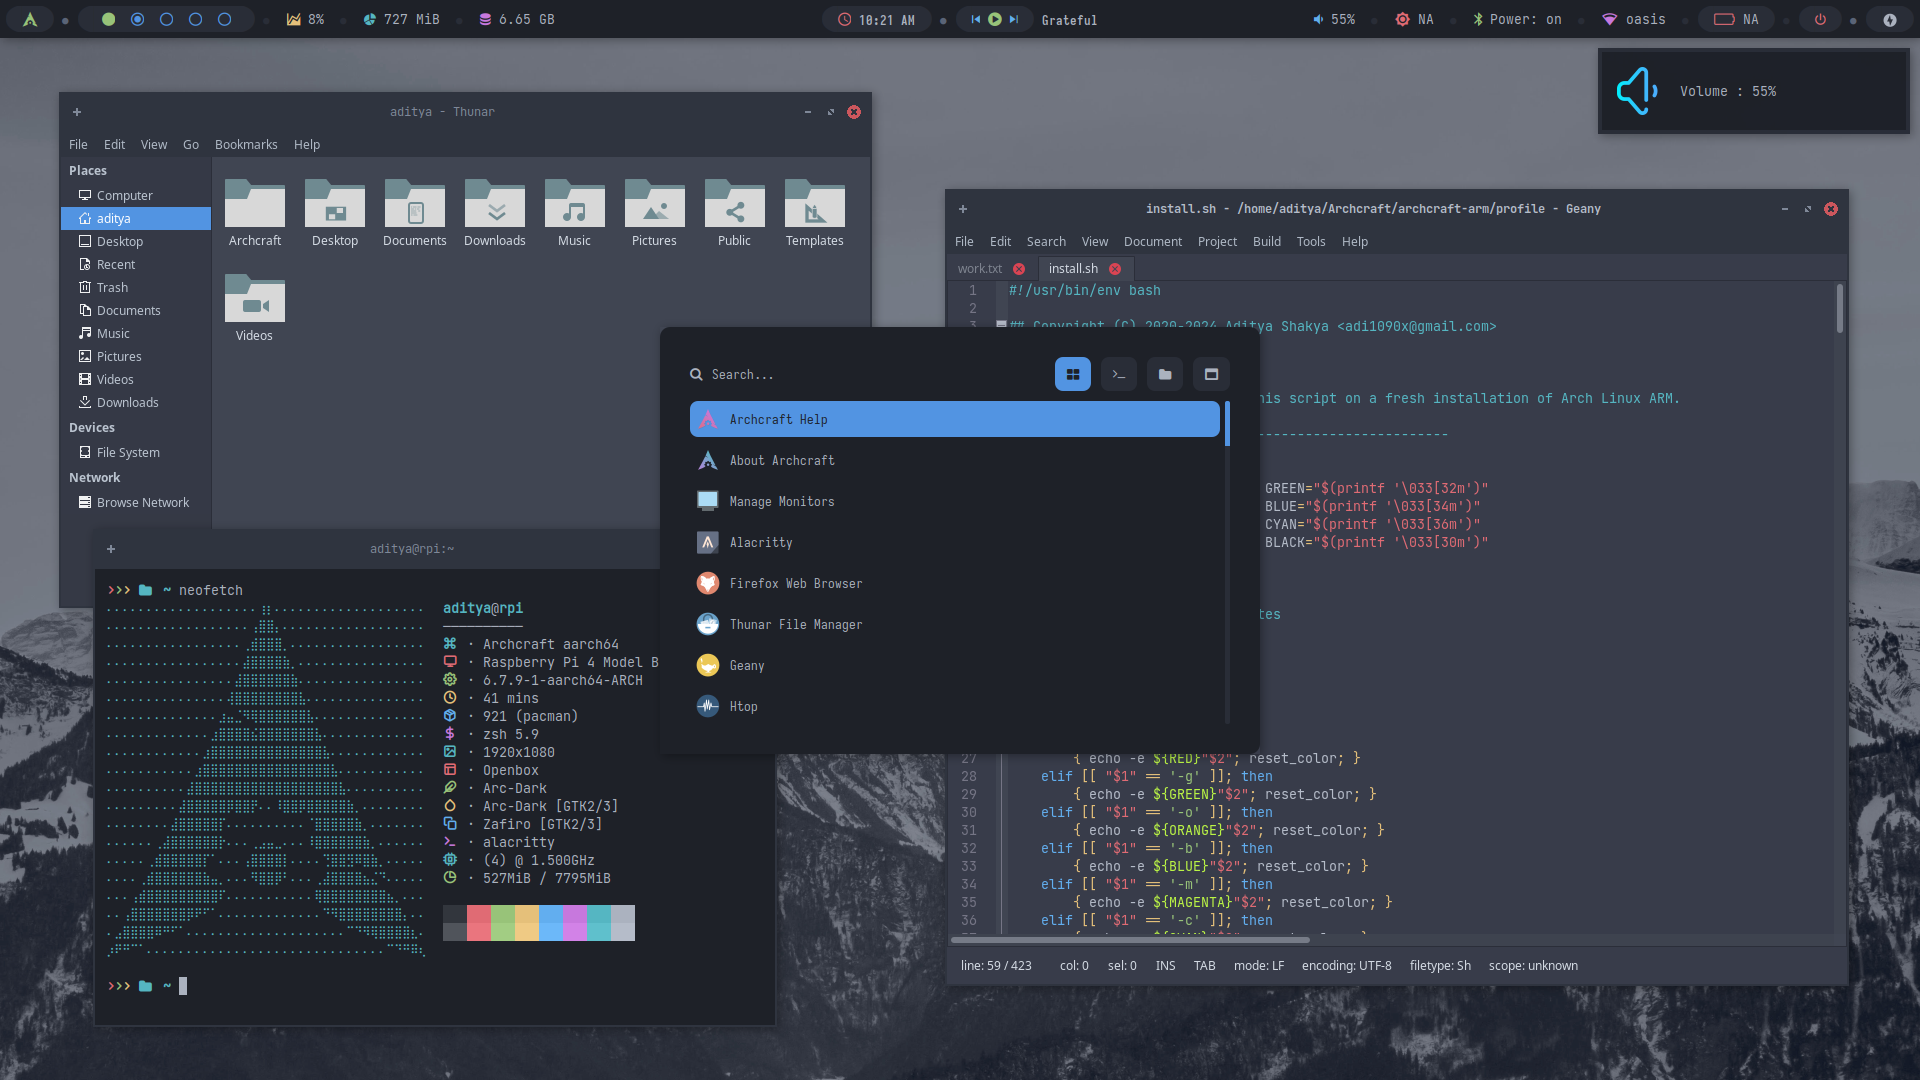 8% 727 MiB 6.65 GB 10:21 AM Grateful 55% NA Power: on oasis NA
Volume : 55%
aditya - Thunar
File Edit View Go Bookmarks Help
Places
Computer
aditya
Desktop
Recent
Trash
Documents
Music
Pictures
Videos
Downloads
Devices
File System
Network
Browse Network
Archcraft Desktop Documents Downloads Music Pictures Public Templates
Videos
install.sh - /home/aditya/Archcraft/archcraft-arm/profile - Geany
File Edit Search View Document Project Build Tools Help
work.txt install.sh
1 #!/usr/bin/env bash
2
3 ## Copyright (C) 2020-2024 Aditya Shakya <adi1090x@gmail.com>
his script on a fresh installation of Arch Linux ARM.
------------------------
GREEN="$(printf '\033[32m')"
BLUE="$(printf '\033[34m')"
CYAN="$(printf '\033[36m')"
BLACK="$(printf '\033[30m')"
tes
27 { echo -e ${RED}"$2"; reset_color; }
28 elif [[ "$1" == '-g' ]]; then
29 { echo -e ${GREEN}"$2"; reset_color; }
30 elif [[ "$1" == '-o' ]]; then
31 { echo -e ${ORANGE}"$2"; reset_color; }
32 elif [[ "$1" == '-b' ]]; then
33 { echo -e ${BLUE}"$2"; reset_color; }
34 elif [[ "$1" == '-m' ]]; then
35 { echo -e ${MAGENTA}"$2"; reset_color; }
36 elif [[ "$1" == '-c' ]]; then
line: 59 / 423 col: 0 sel: 0 INS TAB mode: LF encoding: UTF-8 filetype: Sh scope: unknown
Search...
Archcraft Help
About Archcraft
Manage Monitors
Alacritty
Firefox Web Browser
Thunar File Manager
Geany
Htop
aditya@rpi:~
>>> ~ neofetch
aditya@rpi
· Archcraft aarch64
· Raspberry Pi 4 Model B
· 6.7.9-1-aarch64-ARCH
· 41 mins
· 921 (pacman)
· zsh 5.9
· 1920x1080
· Openbox
· Arc-Dark
· Arc-Dark [GTK2/3]
· Zafiro [GTK2/3]
· alacritty
· (4) @ 1.500GHz
· 527MiB / 7795MiB
>>> ~